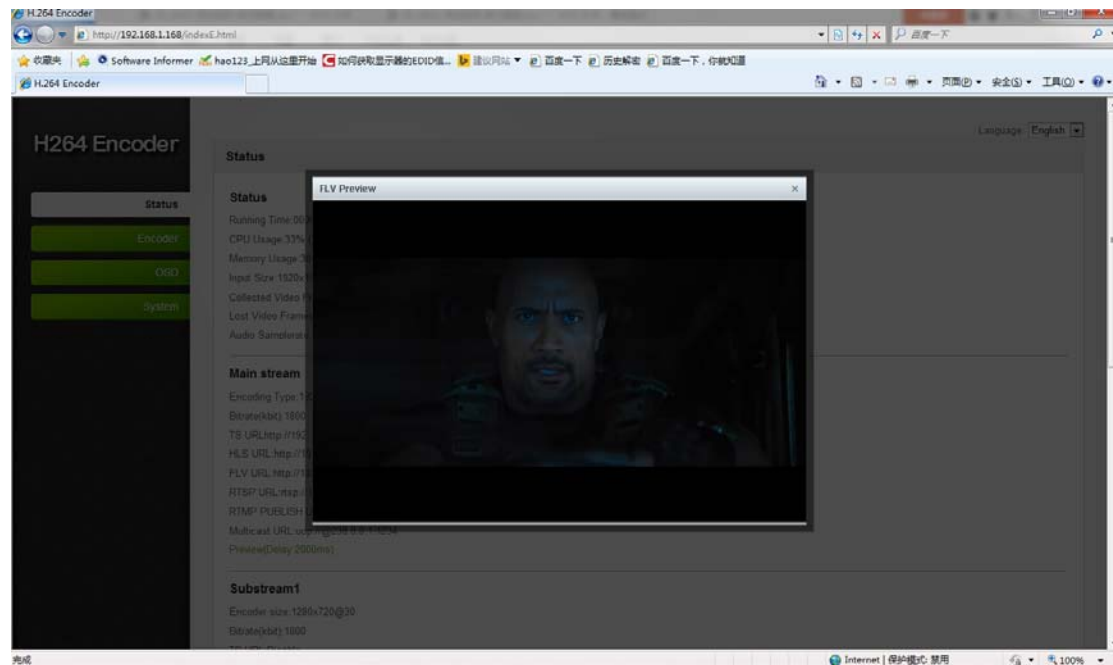 H.264 Encoder
http://192.168.1.168/indexE.html
百度一下
收藏夹
Software Informer
hao123_上网从这里开始
如何获取显示器的EDID信...
建议网站
百度一下
历史解密
百度一下，你就知道
H.264 Encoder
页面(P)
安全(S)
工具(O)
H264 Encoder
Language: English
Status
Status
Encoder
OSD
System
FLV Preview
Status
Running Time:00
CPU Usage:33%
Memory Usage:
Input Size:1920x
Collected Video
Lost Video Frame
Audio Samplerate
Main stream
Encoding Type:
Bitrate(kbit):1800
TS URL:http://192
HLS URL:http://
FLV URL:http://
RTSP URL:rtsp://
RTMP PUBLISH
Multicast URL:
Preview(Delay 2000ms)
Substream1
Encoder size:1280x720@30
Bitrate(kbit):1800
完成
Internet | 保护模式: 禁用
100%